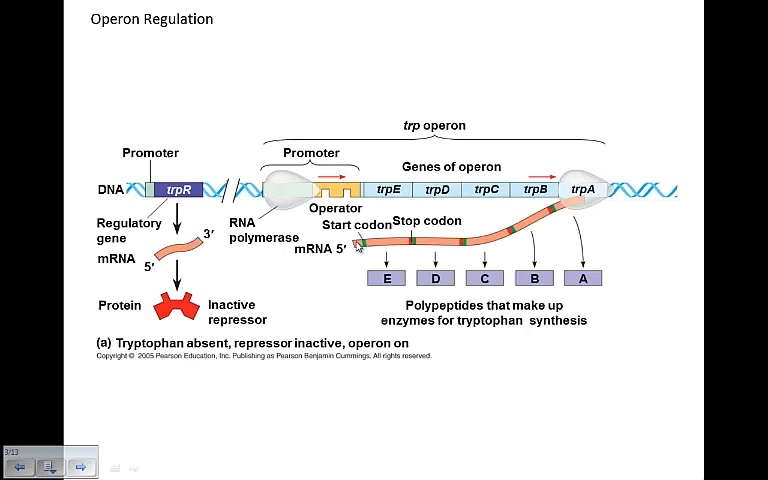 Operon Regulation
trp operon
Promoter
Promoter
Genes of operon
DNA
trpR
trpE
trpD
trpC
trpB
trpA
Operator
Regulatory
gene
3′
RNA
polymerase
Start codon
Stop codon
mRNA
5′
mRNA 5′
E
D
C
B
A
Protein
Inactive
repressor
Polypeptides that make up
enzymes for tryptophan synthesis
(a) Tryptophan absent, repressor inactive, operon on
Copyright © 2005 Pearson Education, Inc. Publishing as Pearson Benjamin Cummings. All rights reserved.
3/13